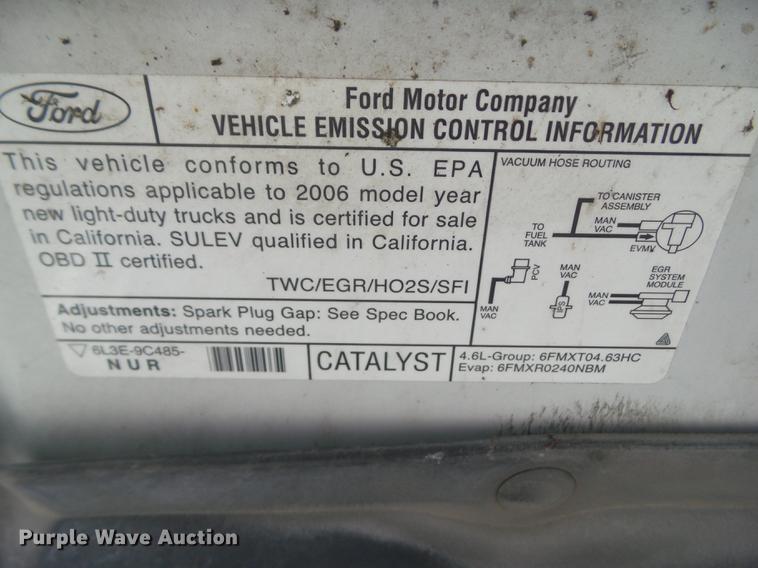 Ford
Ford Motor Company
VEHICLE EMISSION CONTROL INFORMATION
This vehicle conforms to U.S. EPA
regulations applicable to 2006 model year
new light-duty trucks and is certified for sale
in California. SULEV qualified in California.
OBD II certified.
TWC/EGR/HO2S/SFI
Adjustments: Spark Plug Gap: See Spec Book.
No other adjustments needed.
VACUUM HOSE ROUTING
TO CANISTER
ASSEMBLY
MAN
VAC
TO
FUEL
TANK
EVMV
T
PCV
MAN
VAC
MAN
VAC
IPS
EGR
SYSTEM
MODULE
MAN
VAC
6L3E-9C485-
NUR
CATALYST
4.6L-Group: 6FMXT04.63HC
Evap: 6FMXR0240NBM
Purple Wave Auction